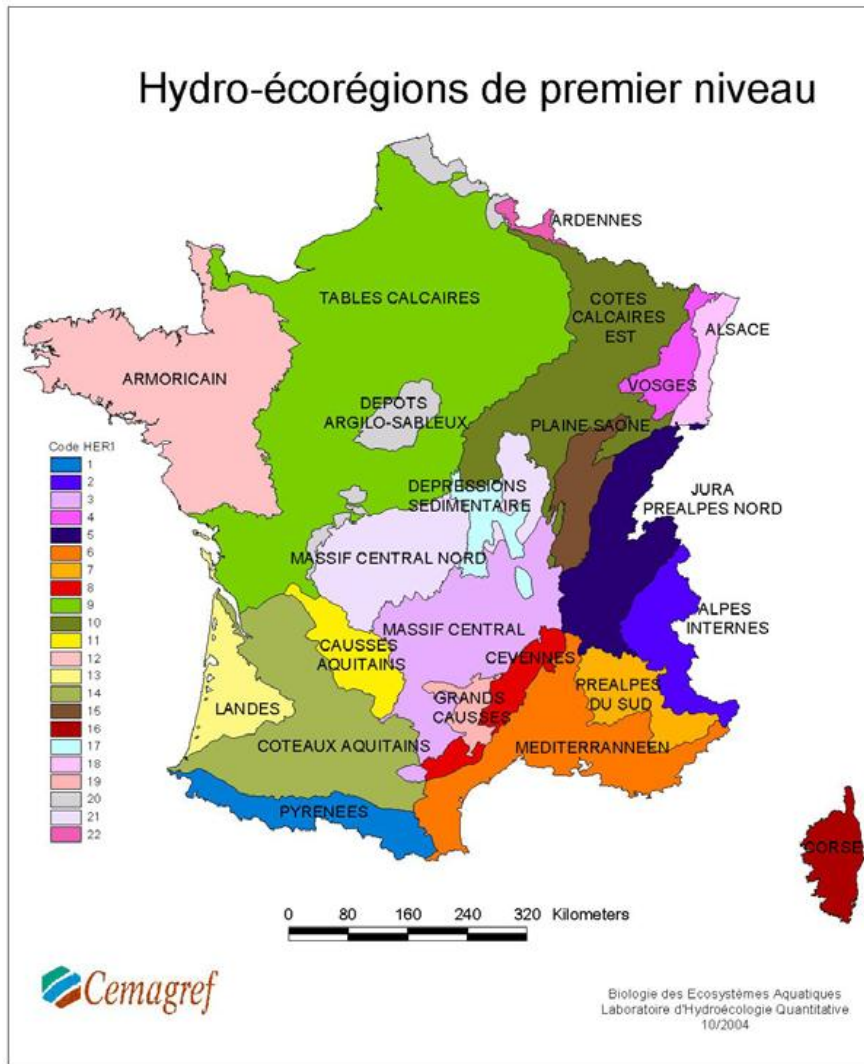 Hydro-écorégions de premier niveau
ARDENNES
TABLES CALCAIRES
COTES
CALCAIRES
EST
ALSACE
VOSGES
ARMORICAIN
DEPOTS
ARGILO-SABLEUX
PLAINE SAONE
DEPRESSIONS
SEDIMENTAIRE
JURA
PREALPES NORD
MASSIF CENTRAL NORD
ALPES
INTERNES
MASSIF CENTRAL
CAUSSES
AQUITAINS
CEVENNES
PREALPES
DU SUD
GRANDS
CAUSSES
LANDES
COTEAUX AQUITAINS
MEDITERRANNEEN
PYRENEES
CORSE
Code HER1
1
2
3
4
5
6
7
8
9
10
11
12
13
14
15
16
17
18
19
20
21
22
0 80 160 240 320 Kilometers
Cemagref
Biologie des Ecosystèmes Aquatiques
Laboratoire d'Hydroécologie Quantitative
10/2004